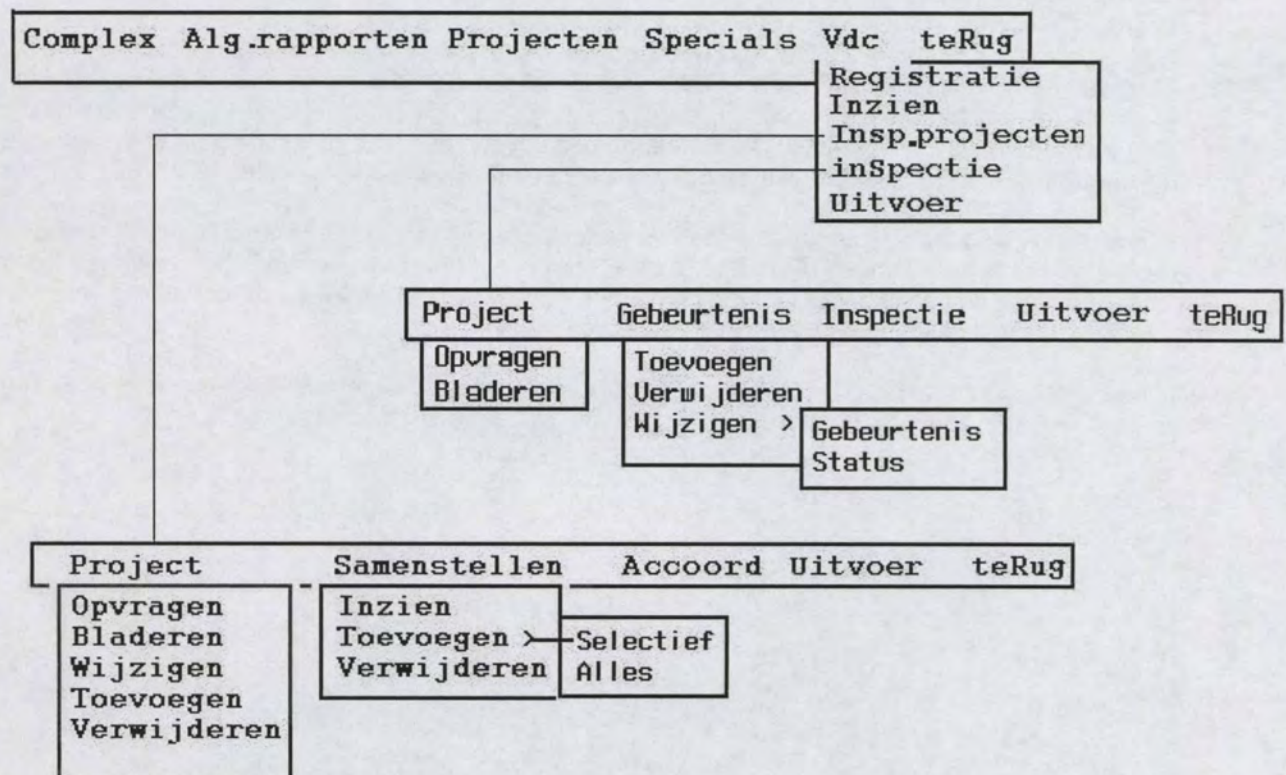 Complex Alg.rapporten Projecten Specials Vdc teRug
Registratie
Inzien
Insp.projecten
inSpectie
Uitvoer
Project Gebeurtenis Inspectie Uitvoer teRug
Opvragen
Bladeren
Toevoegen
Verwijderen
Wijzigen >
Gebeurtenis
Status
Project Samenstellen Accoord Uitvoer teRug
Opvragen
Bladeren
Wijzigen
Toevoegen
Verwijderen
Inzien
Toevoegen >
Verwijderen
Selectief
Alles